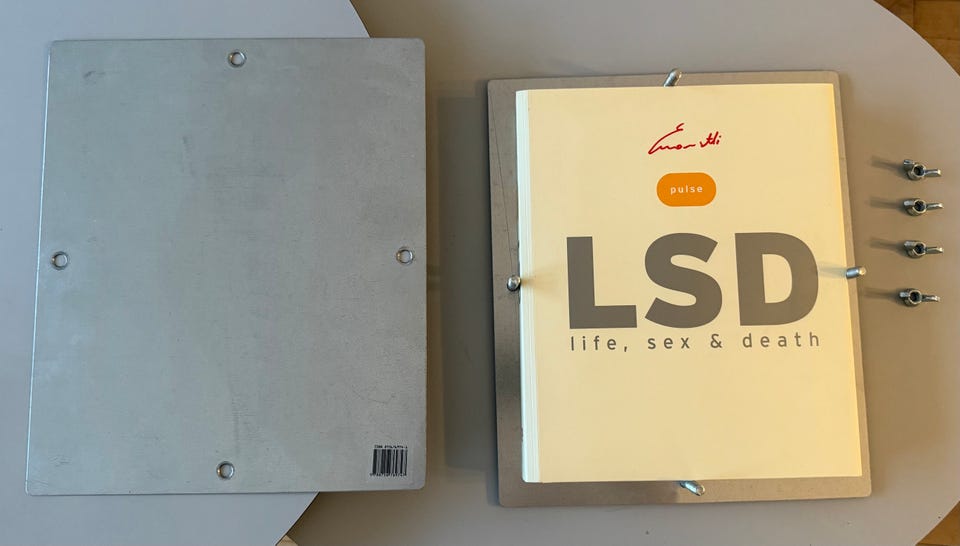 pulse
LSD
life, sex & death